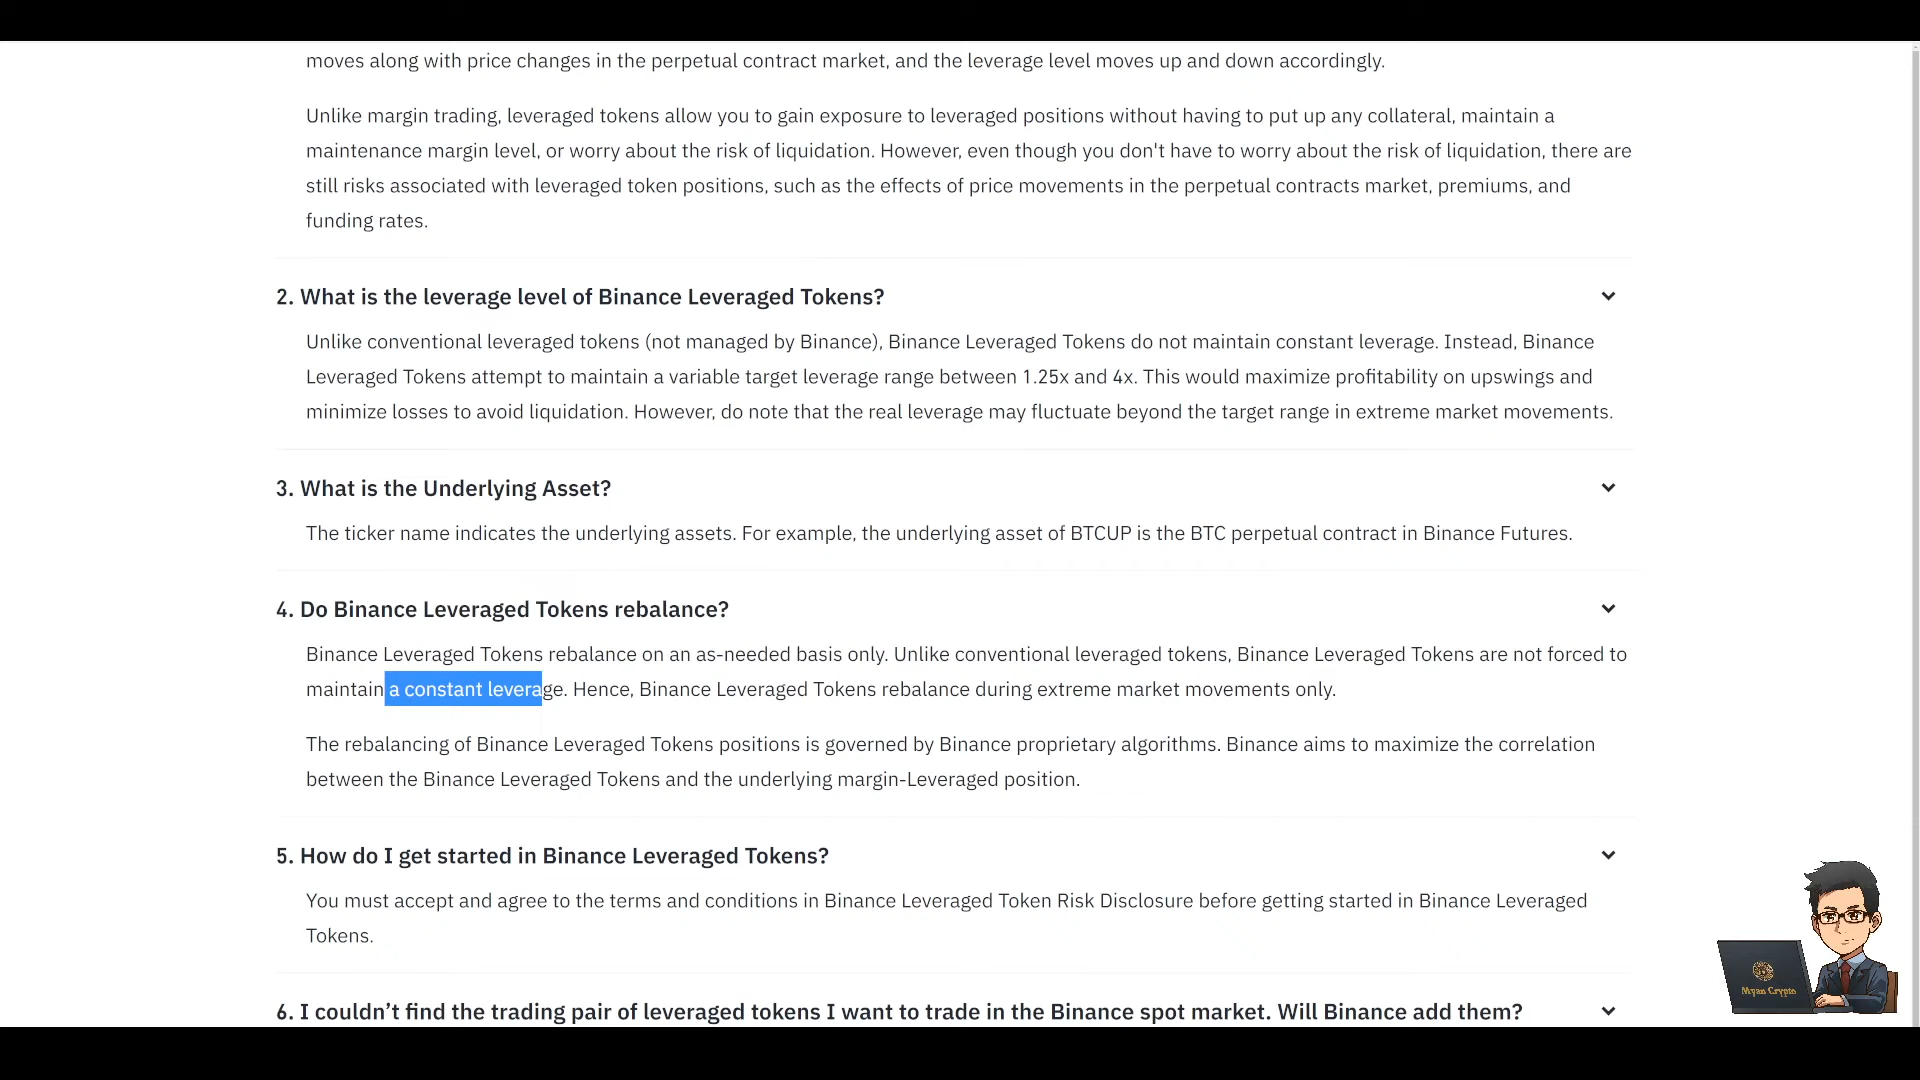 moves along with price changes in the perpetual contract market, and the leverage level moves up and down accordingly.
Unlike margin trading, leveraged tokens allow you to gain exposure to leveraged positions without having to put up any collateral, maintain a
maintenance margin level, or worry about the risk of liquidation. However, even though you don't have to worry about the risk of liquidation, there are
still risks associated with leveraged token positions, such as the effects of price movements in the perpetual contracts market, premiums, and
funding rates.
2. What is the leverage level of Binance Leveraged Tokens?
Unlike conventional leveraged tokens (not managed by Binance), Binance Leveraged Tokens do not maintain constant leverage. Instead, Binance
Leveraged Tokens attempt to maintain a variable target leverage range between 1.25x and 4x. This would maximize profitability on upswings and
minimize losses to avoid liquidation. However, do note that the real leverage may fluctuate beyond the target range in extreme market movements.
3. What is the Underlying Asset?
The ticker name indicates the underlying assets. For example, the underlying asset of BTCUP is the BTC perpetual contract in Binance Futures.
4. Do Binance Leveraged Tokens rebalance?
Binance Leveraged Tokens rebalance on an as-needed basis only. Unlike conventional leveraged tokens, Binance Leveraged Tokens are not forced to
maintain a constant leverage. Hence, Binance Leveraged Tokens rebalance during extreme market movements only.
The rebalancing of Binance Leveraged Tokens positions is governed by Binance proprietary algorithms. Binance aims to maximize the correlation
between the Binance Leveraged Tokens and the underlying margin-Leveraged position.
5. How do I get started in Binance Leveraged Tokens?
You must accept and agree to the terms and conditions in Binance Leveraged Token Risk Disclosure before getting started in Binance Leveraged
Tokens.
6. I couldn’t find the trading pair of leveraged tokens I want to trade in the Binance spot market. Will Binance add them?
Myan Crypto